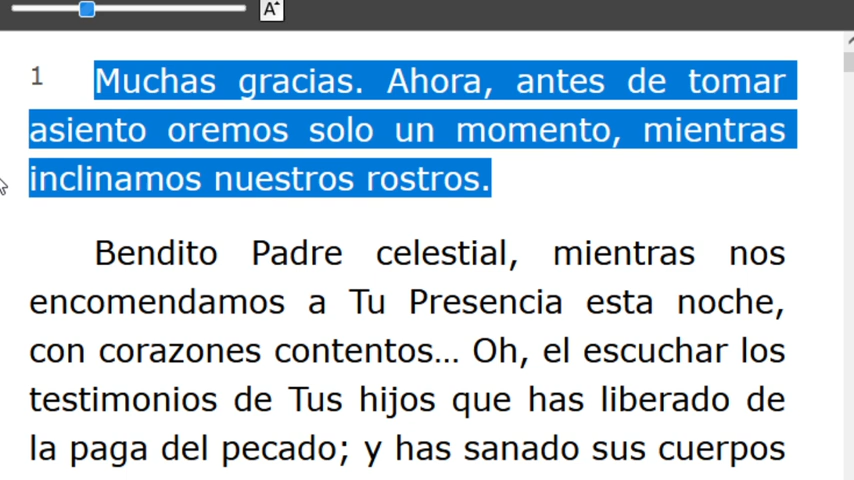 A
1 Muchas gracias. Ahora, antes de tomar
asiento oremos solo un momento, mientras
inclinamos nuestros rostros.
Bendito Padre celestial, mientras nos
encomendamos a Tu Presencia esta noche,
con corazones contentos... Oh, el escuchar los
testimonios de Tus hijos que has liberado de
la paga del pecado; y has sanado sus cuerpos